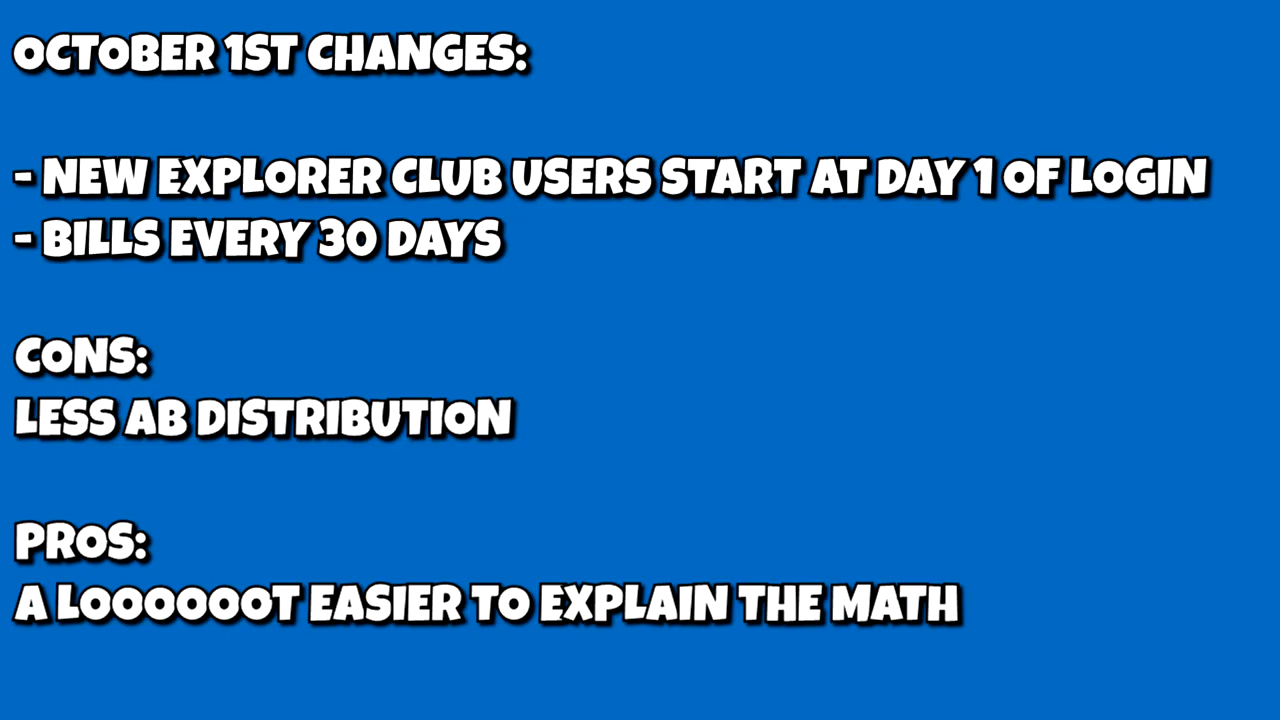 OCTOBER 1ST CHANGES:
- NEW EXPLORER CLUB USERS START AT DAY 1 OF LOGIN
- BILLS EVERY 30 DAYS
CONS:
LESS AB DISTRIBUTION
PROS:
A LOOOOOOT EASIER TO EXPLAIN THE MATH